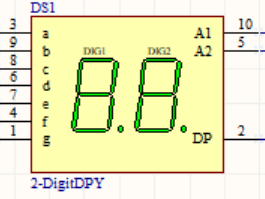 DS1
3 a A1 10
9 b DIG1 DIG2 A2 5
8 c
6 d
7 e
4 f
1 g DP 2
2-DigitDPY